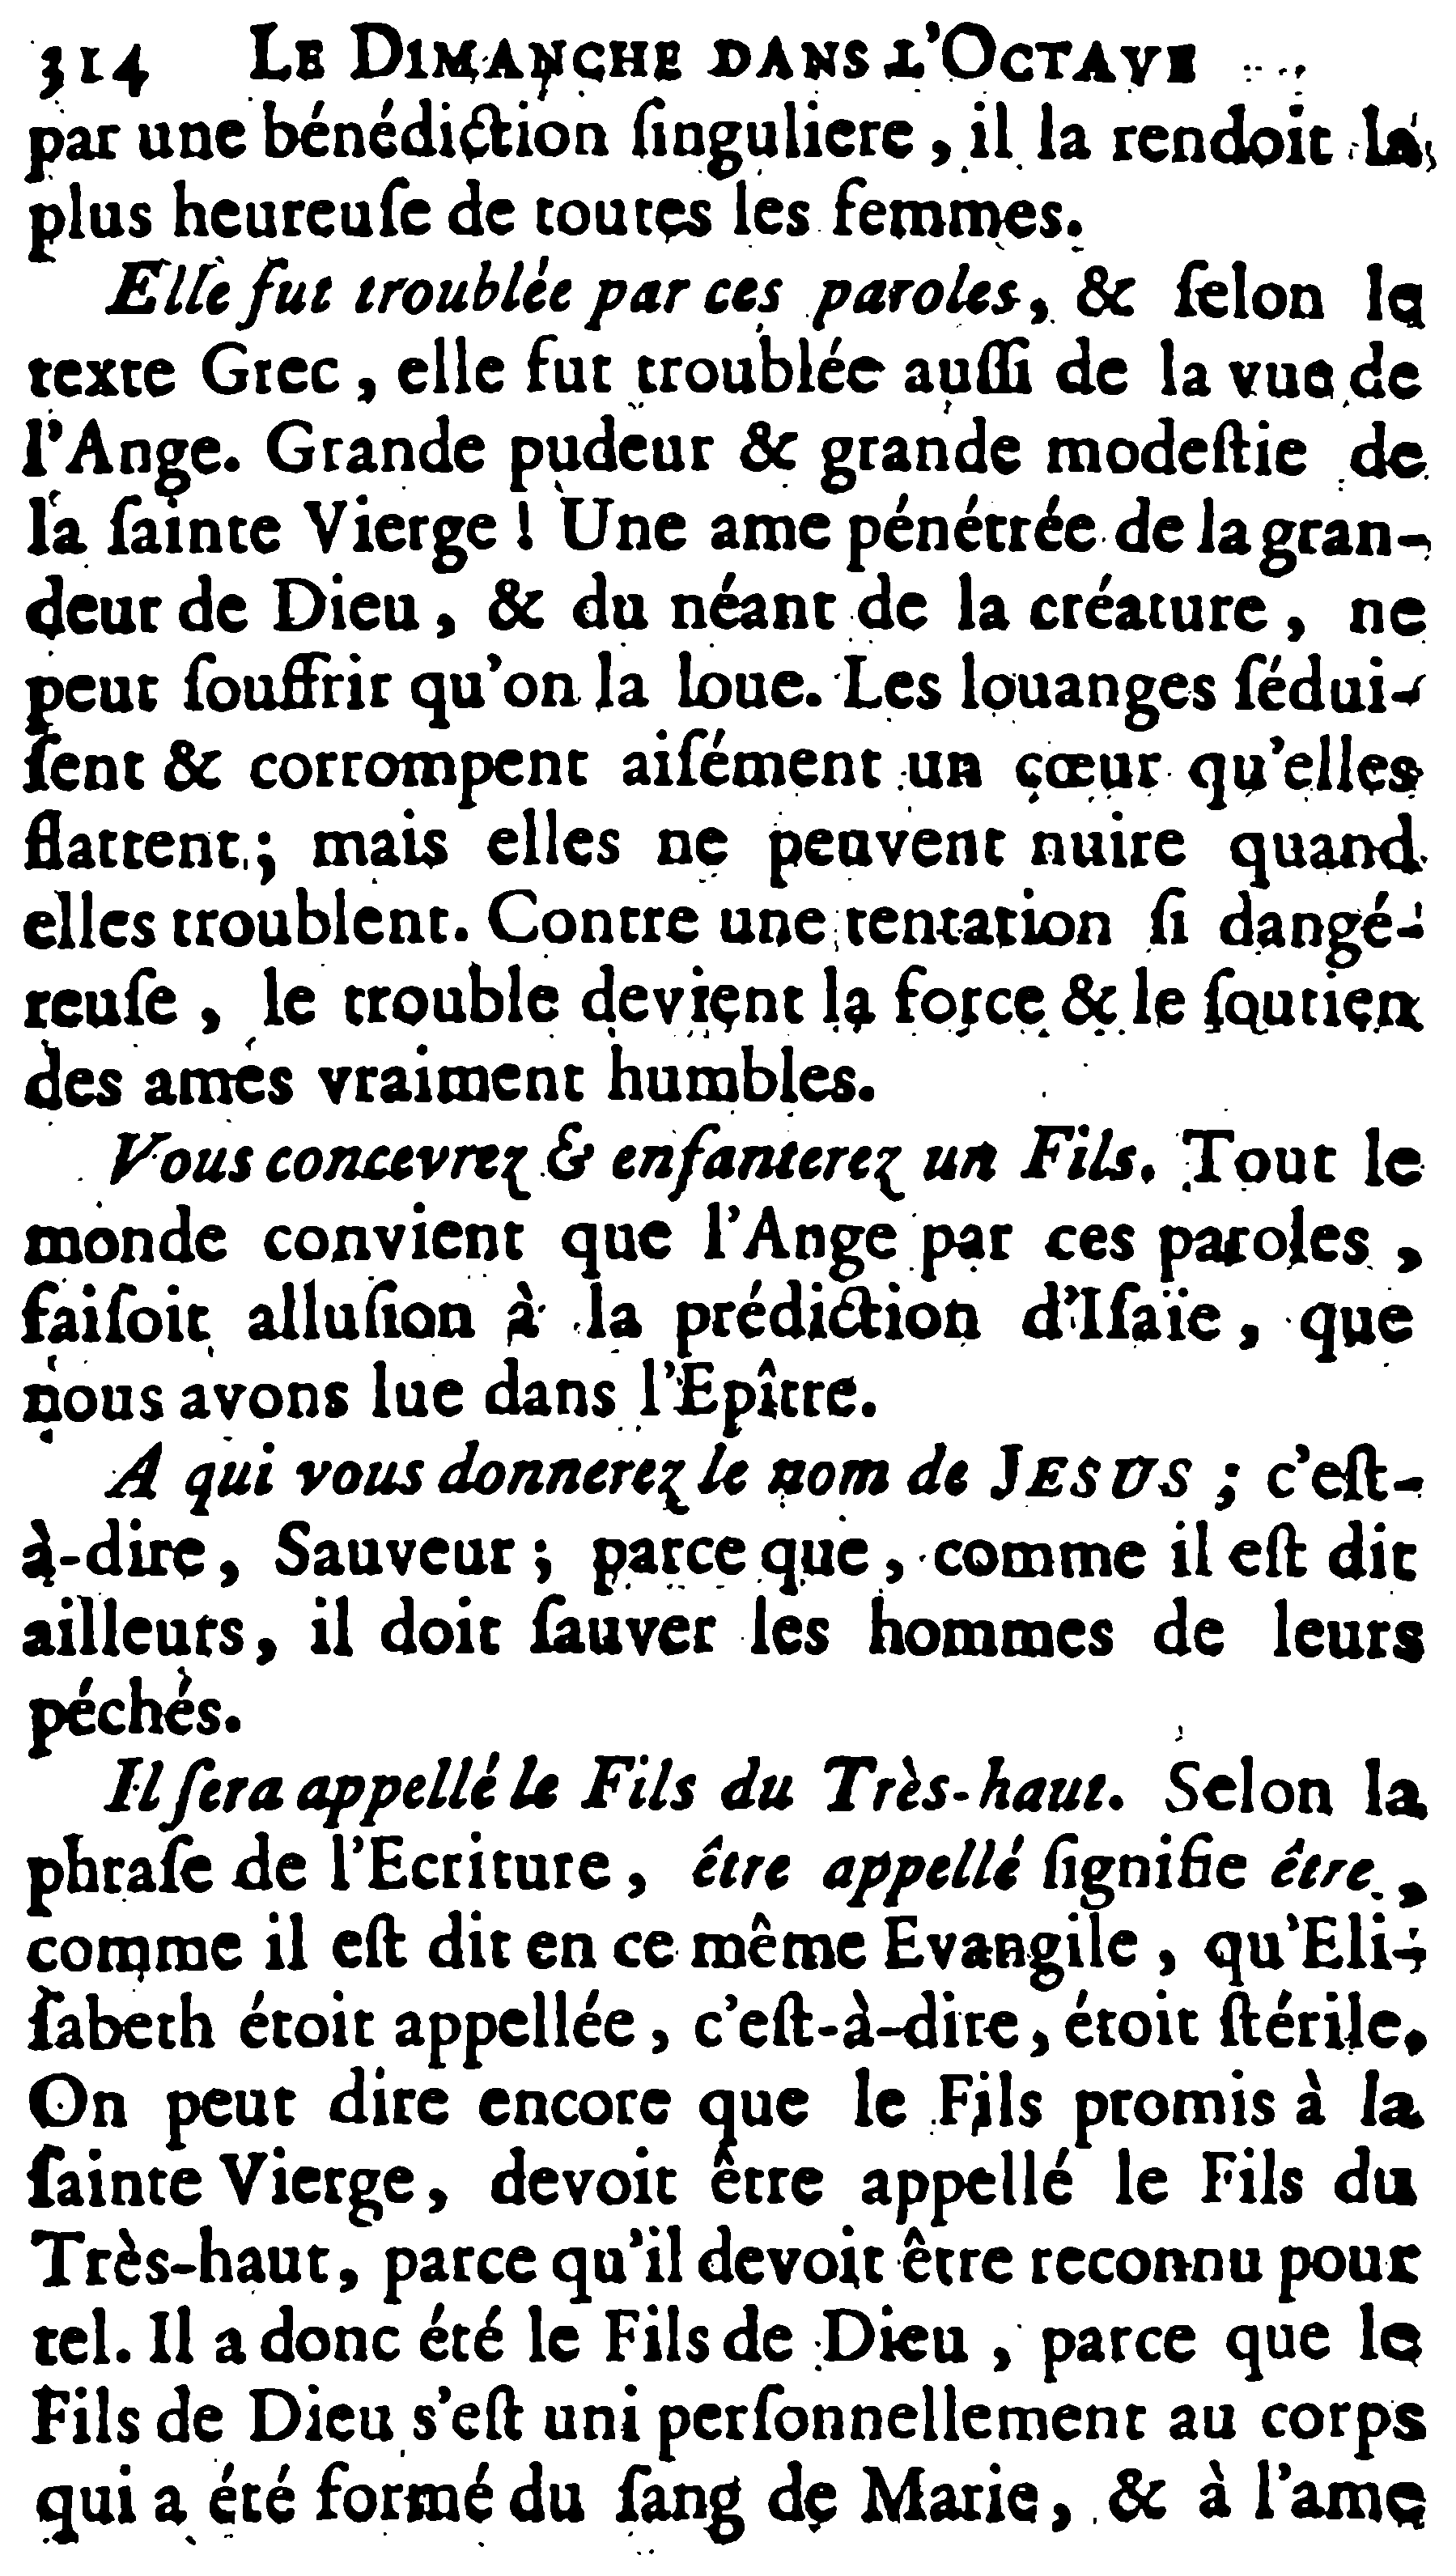 314 LE DIMANCHE DANS L'OCTAVE
par une bénédiction ſinguliere, il la rendoit la
plus heureuſe de toutes les femmes.
Elle fut troublée par ces paroles, & ſelon le
texte Grec, elle fut troublée auſſi de la vue de
l'Ange. Grande pudeur & grande modeſtie de
la ſainte Vierge ! Une ame pénétrée de la gran-
deur de Dieu, & du néant de la créature, ne
peut ſouffrir qu'on la loue. Les louanges ſédui-
ſent & corrompent aiſément un cœur qu'elles
flattent ; mais elles ne peuvent nuire quand
elles troublent. Contre une tentation ſi dangé-
reuſe, le trouble devient la force & le ſoutien
des ames vraiment humbles.
Vous concevrez & enfanterez un Fils. Tout le
monde convient que l'Ange par ces paroles,
faiſoit alluſion à la prédiction d'Iſaïe, que
nous avons lue dans l'Epître.
A qui vous donnerez le nom de JESUS ; c'eſt-
à-dire, Sauveur ; parce que, comme il eſt dit
ailleurs, il doit ſauver les hommes de leurs
péchés.
Il ſera appellé le Fils du Très-haut. Selon la
phraſe de l'Ecriture, être appellé ſignifie être,
comme il eſt dit en ce même Evangile, qu'Eli-
ſabeth étoit appellée, c'eſt-à-dire, étoit ſtérile.
On peut dire encore que le Fils promis à la
ſainte Vierge, devoit être appellé le Fils du
Très-haut, parce qu'il devoit être reconnu pour
tel. Il a donc été le Fils de Dieu, parce que le
Fils de Dieu s'eſt uni perſonnellement au corps
qui a été formé du ſang de Marie, & à l'ame